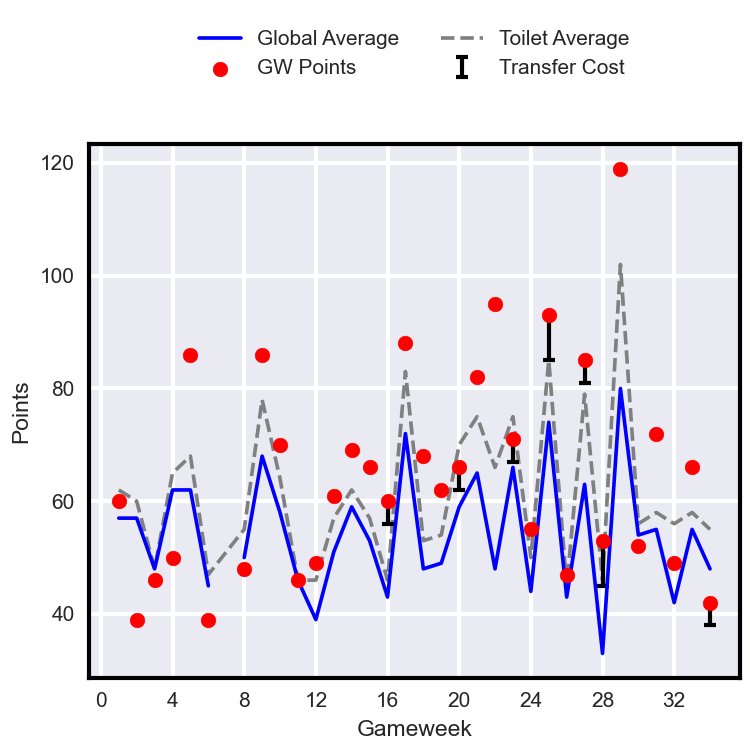 Global Average
Toilet Average
GW Points
Transfer Cost
120
100
80
60
40
Points
0 4 8 12 16 20 24 28 32
Gameweek